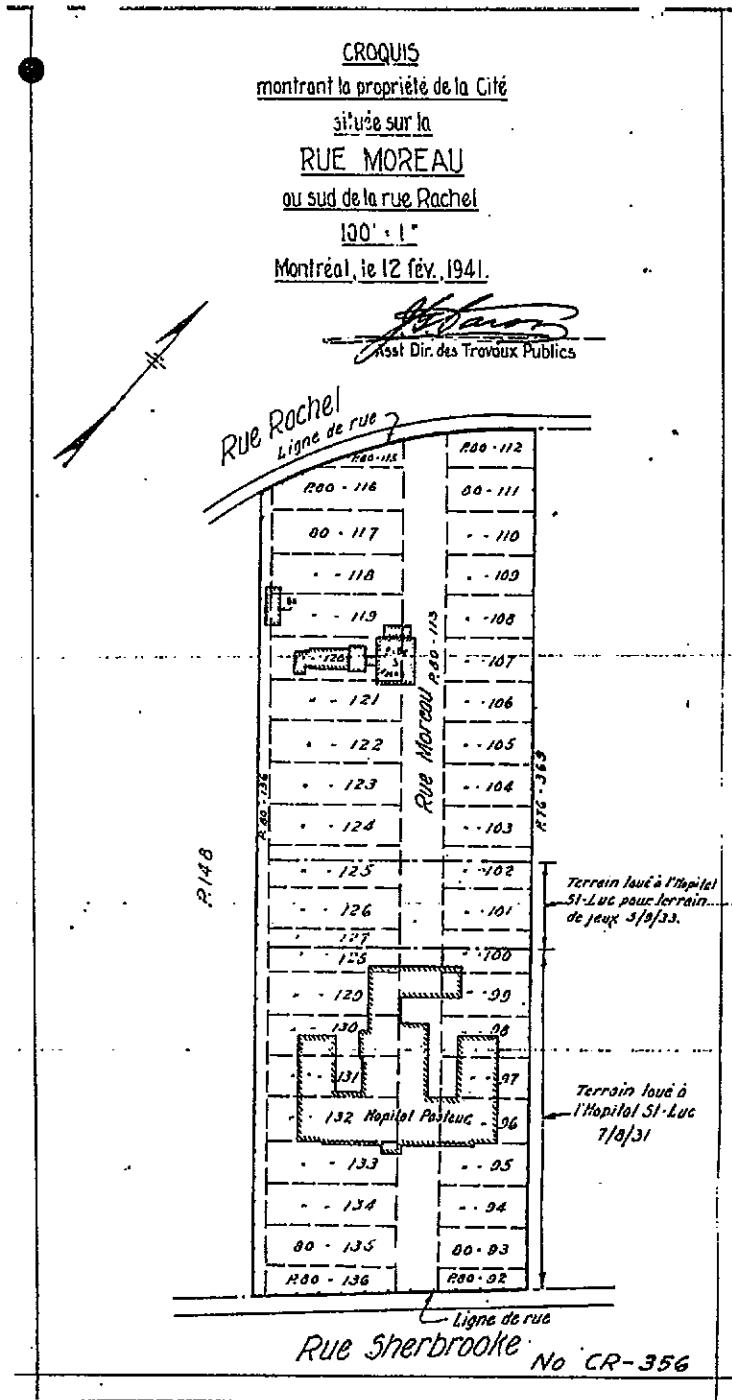 CROQUIS
montrant la propriété de la Cité
située sur la
RUE MOREAU
au sud de la rue Rachel
100' = 1"
Montréal, le 12 fév. 1941.
Asst Dir. des Travaux Publics
Rue Rachel
Ligne de rue
P.80-115
P.80-112
P.80-116
80-111
80-117
" - 110
" - 118
" - 109
" - 119
" - 108
" - 120
" - 107
P.80-113
" - 121
" - 106
Rue Moreau
" - 122
" - 105
" - 123
" - 104
P.76-369
" - 124
" - 103
P.80-136
P.148
" - 125
" - 102
Terrain loué à l'Hopital
St-Luc pour terrain
de jeux 5/9/33.
" - 126
" - 101
" - 127
" - 128
" - 100
" - 129
" - 99
" - 130
" - 98
" - 131
" - 97
Terrain loué à
l'Hopital St-Luc
7/8/31
" - 132
Hopital Pasteur
" - 96
" - 133
" - 95
" - 134
" - 94
80-135
80-93
P.80-136
P.80-92
Ligne de rue
Rue Sherbrooke
No CR-356